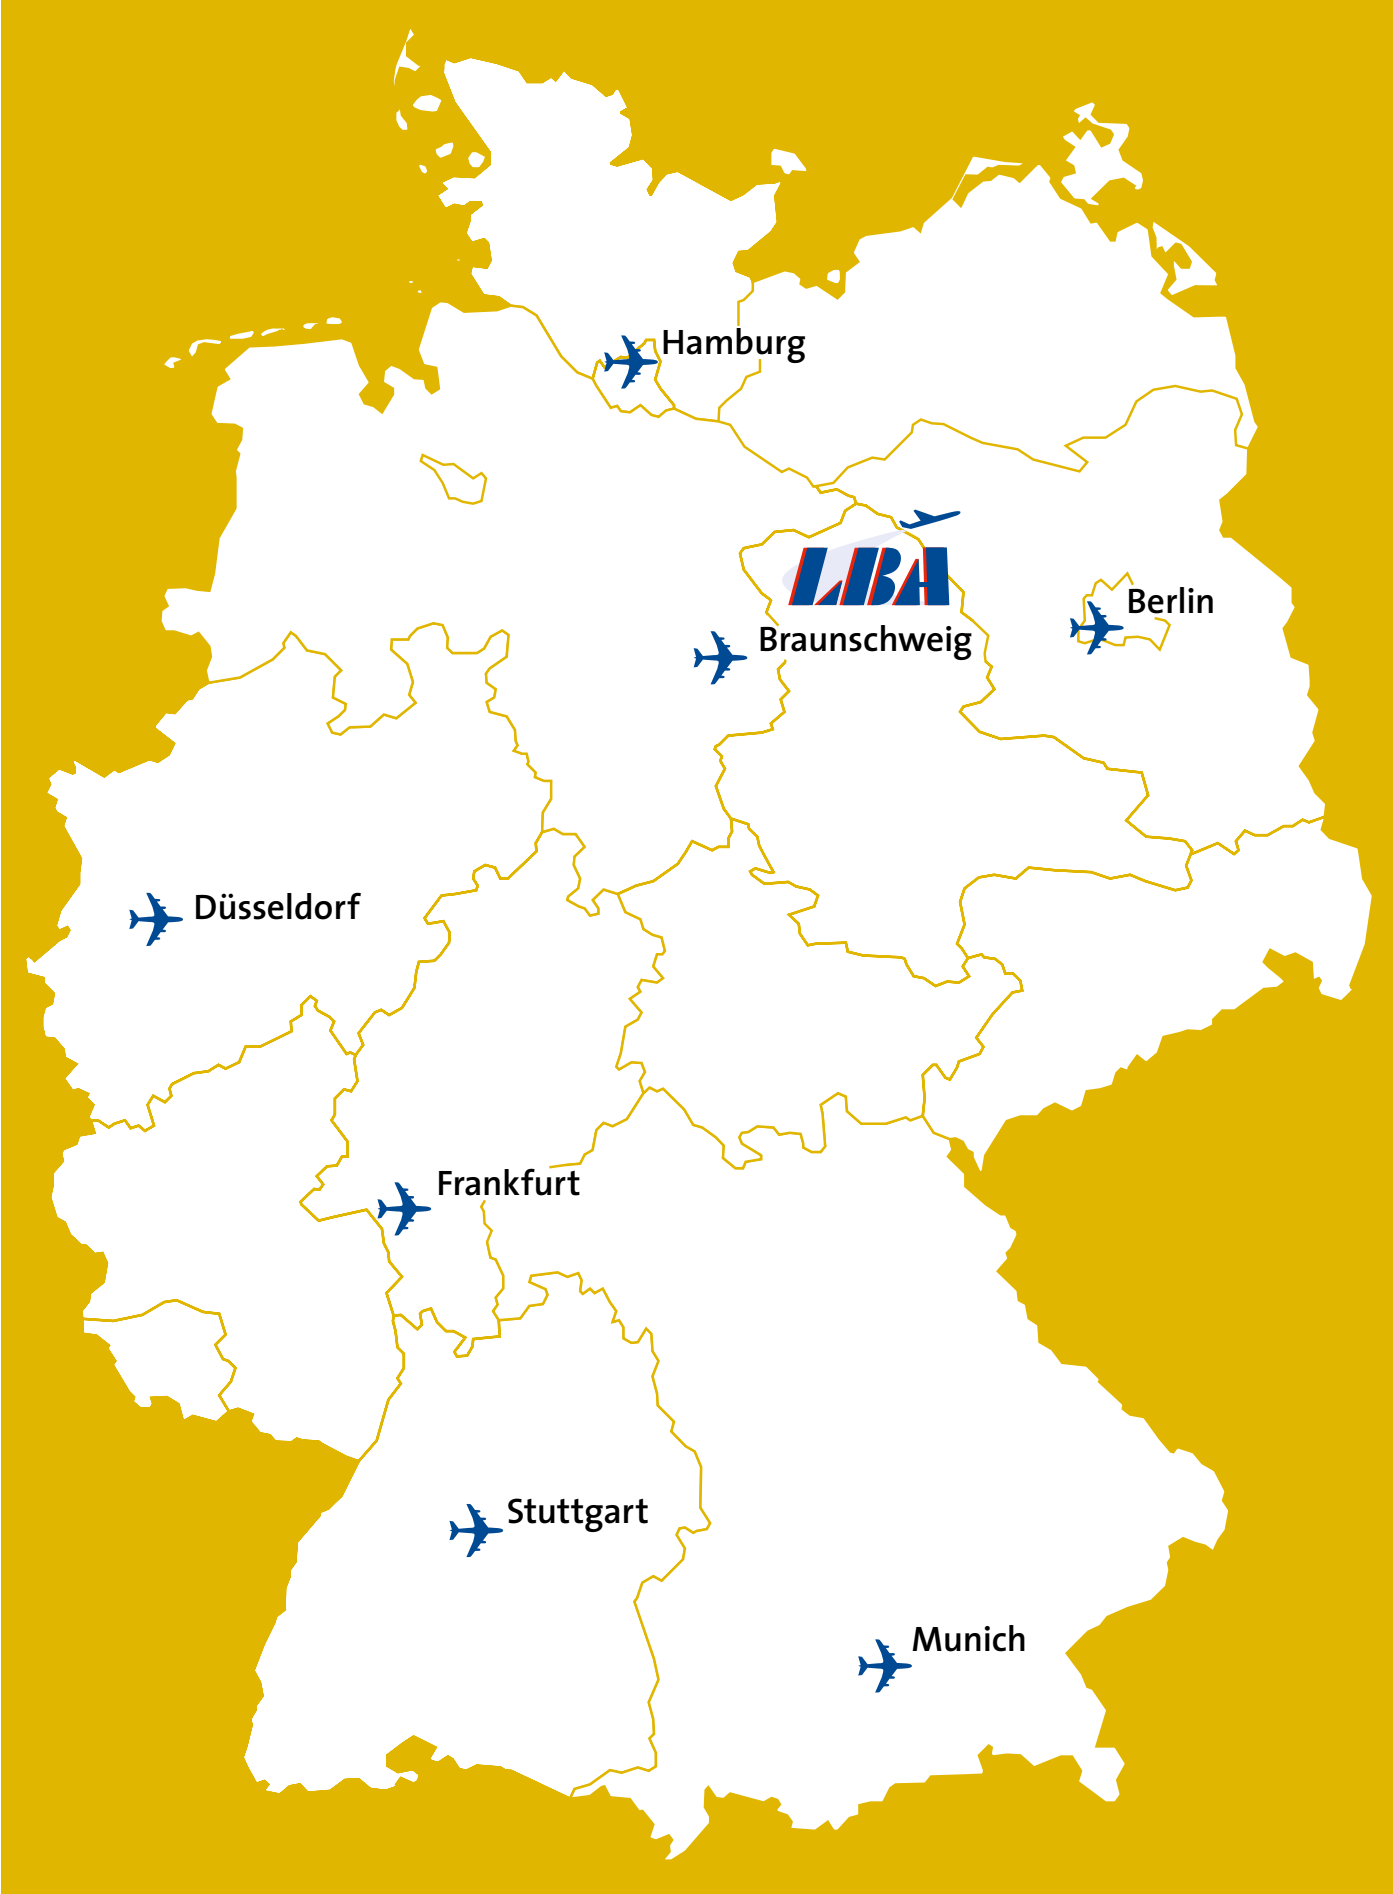 Hamburg
LBA
Berlin
Braunschweig
Düsseldorf
Frankfurt
Stuttgart
Munich